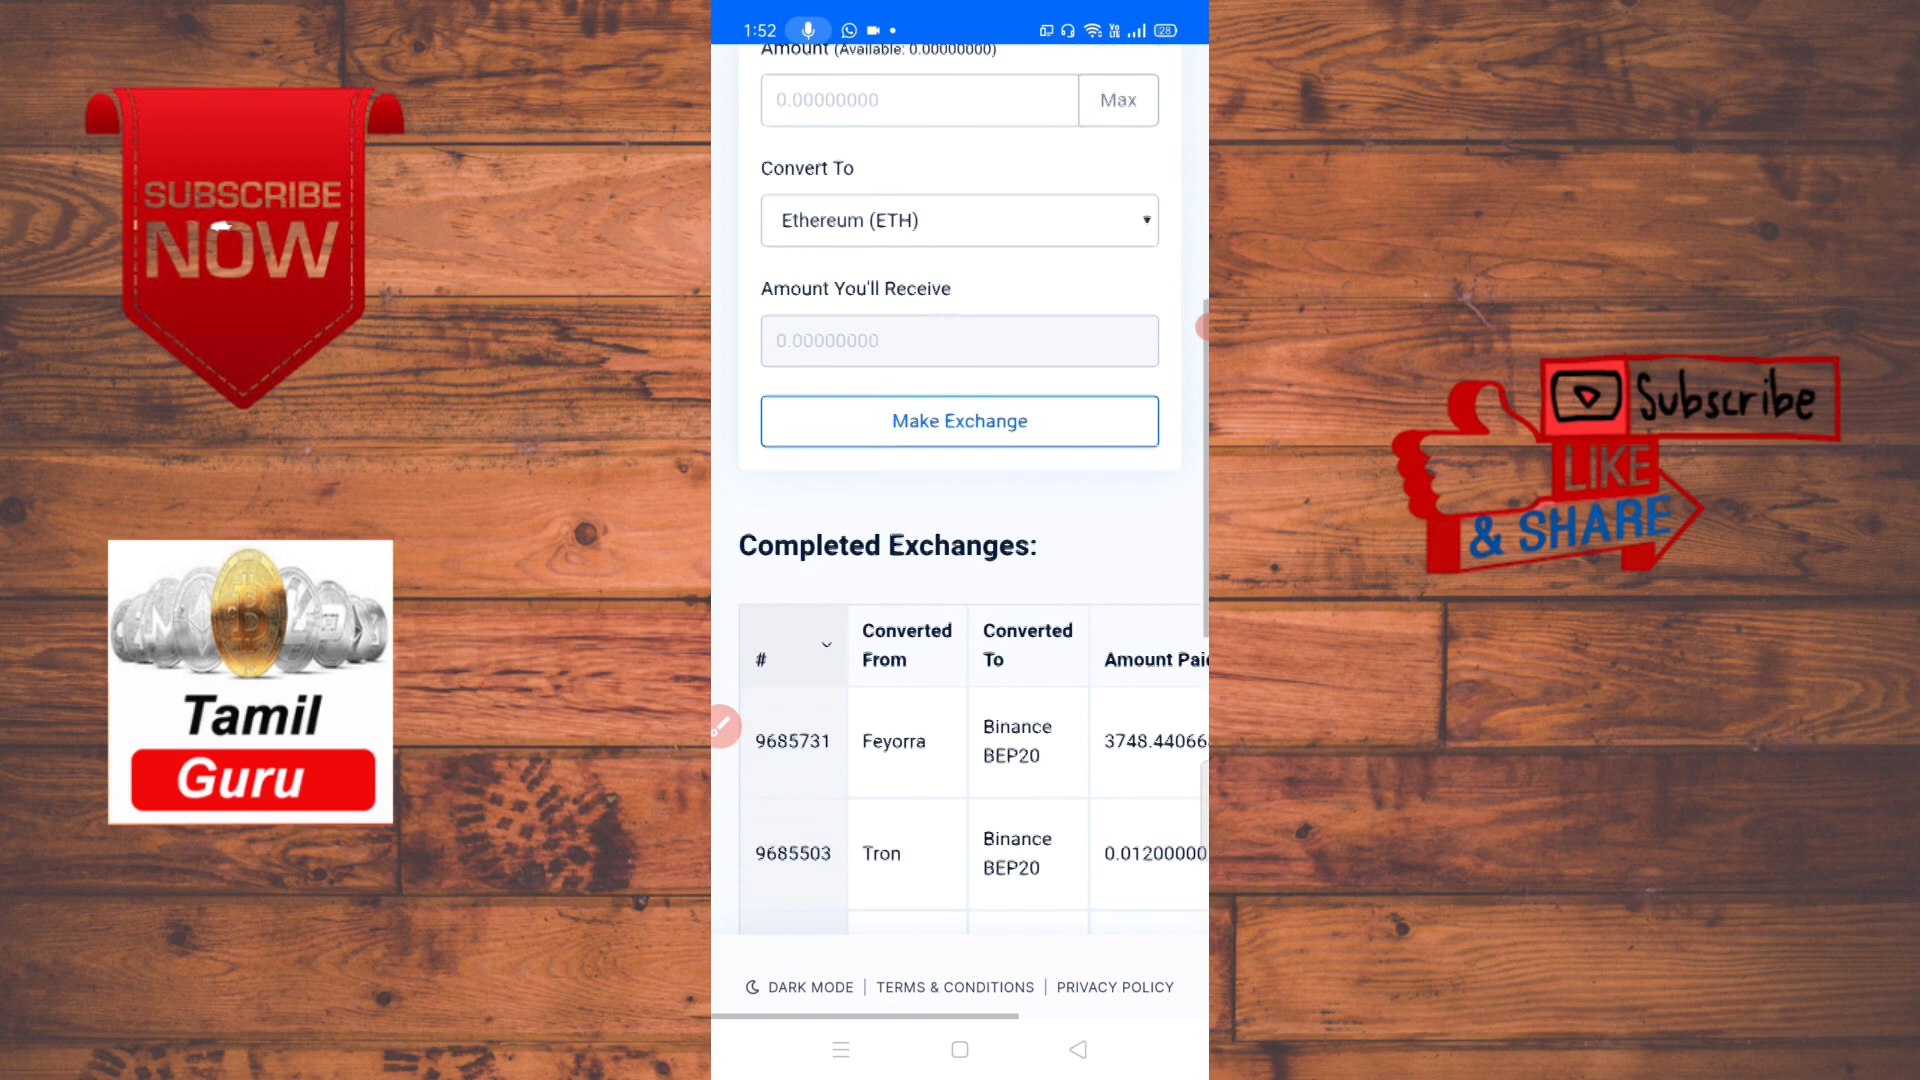 SUBSCRIBE
NOW
Tamil
Guru
1:52
28
Amount (Available: 0.00000000)
0.00000000
Max
Convert To
Ethereum (ETH)
Amount You'll Receive
0.00000000
Make Exchange
Completed Exchanges:
#
Converted
From
Converted
To
Amount Paid
9685731
Feyorra
Binance
BEP20
3748.44066
9685503
Tron
Binance
BEP20
0.01200000
DARK MODE | TERMS & CONDITIONS | PRIVACY POLICY
Subscribe
LIKE
& SHARE